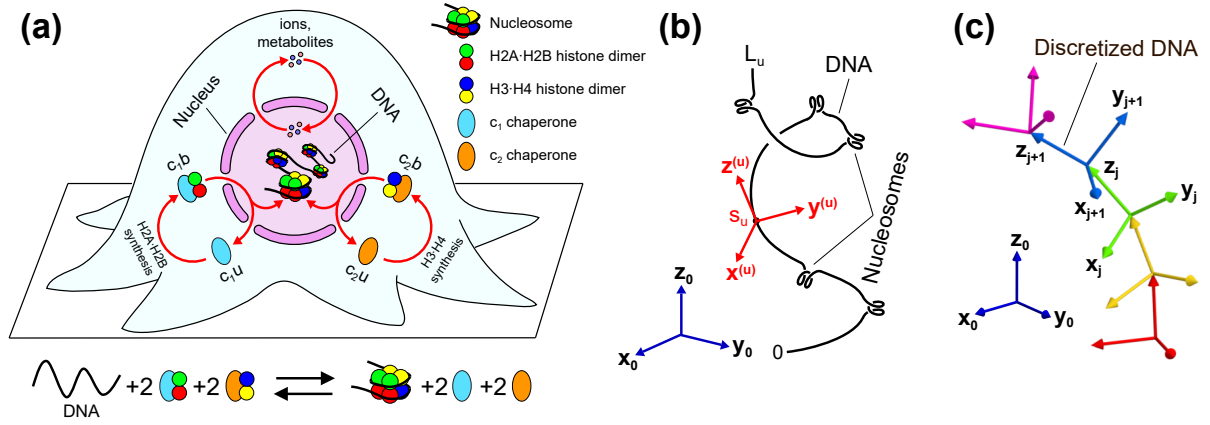 (a)
ions,
metabolites
Nucleus
DNA
c₁b
c₂b
H2A·H2B
synthesis
H3·H4
synthesis
c₁u
c₂u
Nucleosome
H2A·H2B histone dimer
H3·H4 histone dimer
c₁ chaperone
c₂ chaperone
DNA
+2 +2 +2 +2
(b)
Lᵤ
DNA
z⁽ᵘ⁾
y⁽ᵘ⁾
sᵤ
x⁽ᵘ⁾
Nucleosomes
z₀
x₀
y₀
0
(c)
Discretized DNA
yⱼ₊₁
zⱼ₊₁
zⱼ
xⱼ₊₁
yⱼ
xⱼ
z₀
x₀
y₀